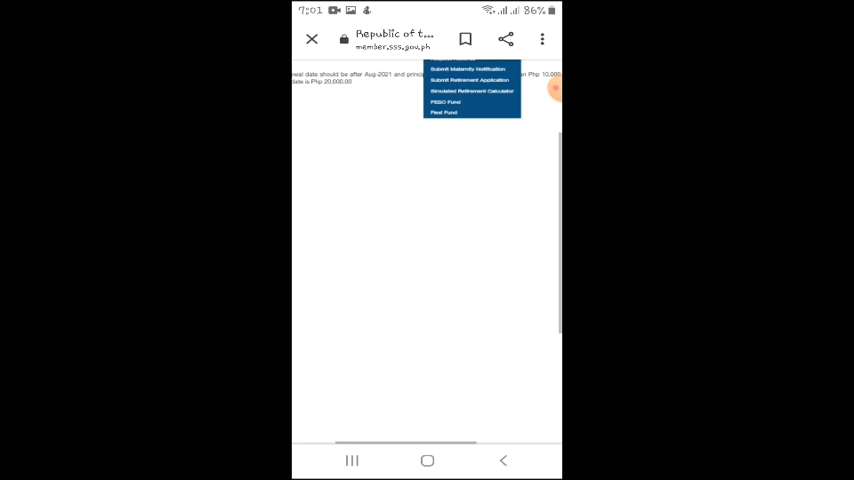 7:01
86%
Republic of t...
member.sss.gov.ph
Submit Maternity Notification
wal date should be after Aug-2021 and princi
n Php 10,000
Submit Retirement Application
date is Php 20,000.00
Simulated Retirement Calculator
PESO Fund
Flexi Fund